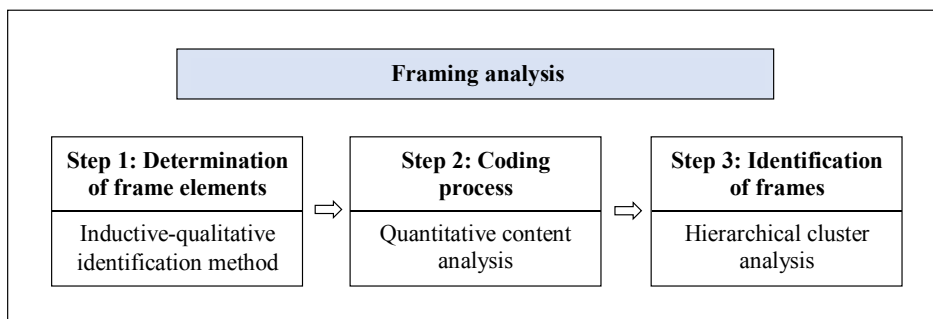 Framing analysis
Step 1: Determination
of frame elements
Inductive-qualitative
identification method
Step 2: Coding
process
Quantitative content
analysis
Step 3: Identification
of frames
Hierarchical cluster
analysis